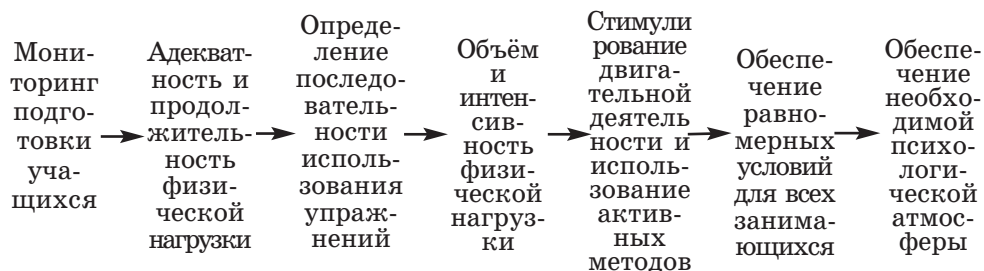 Мони-
торинг
подго-
товки
уча-
щихся
Адекват-
ность и
продол-
житель-
ность
физи-
ческой
нагрузки
Опреде-
ление
последо-
ватель-
ности
исполь-
зования
упраж-
нений
Объём
и
интен-
сив-
ность
физи-
ческой
нагруз-
ки
Стимули
рование
двига-
тельной
деятель
ности и
исполь-
зование
актив-
ных
методов
Обеспе-
чение
равно-
мерных
условий
для всех
занима-
ющихся
Обеспе-
чение
необхо-
димой
психо-
логи-
ческой
атмос-
феры